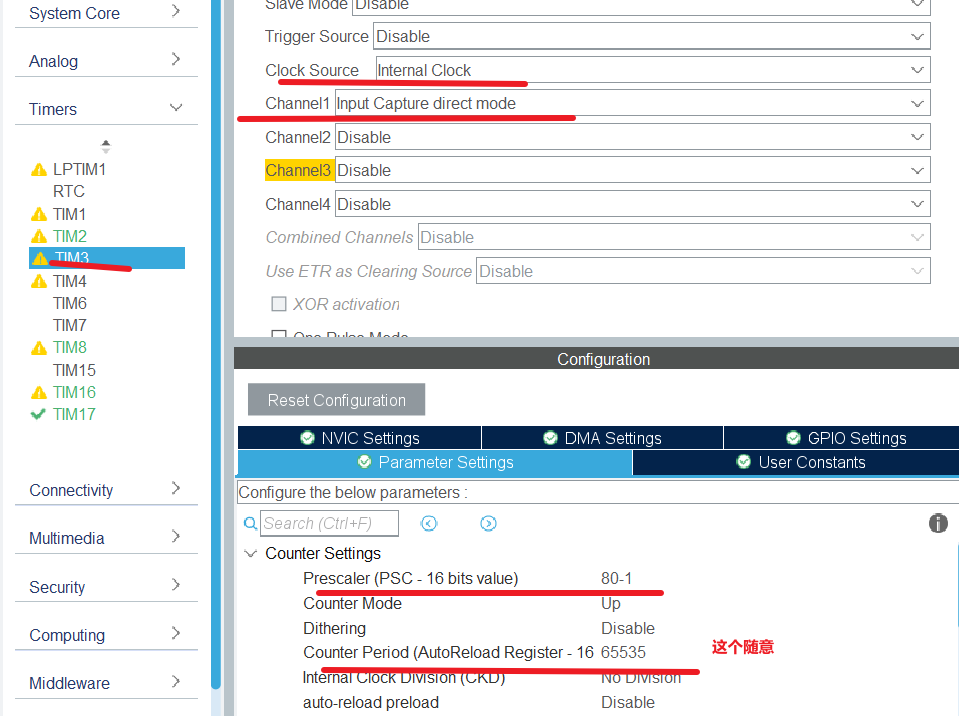 System Core
Analog
Timers
LPTIM1
RTC
TIM1
TIM2
TIM3
TIM4
TIM6
TIM7
TIM8
TIM15
TIM16
TIM17
Connectivity
Multimedia
Security
Computing
Middleware
Slave Mode Disable
Trigger Source Disable
Clock Source Internal Clock
Channel1 Input Capture direct mode
Channel2 Disable
Channel3 Disable
Channel4 Disable
Combined Channels Disable
Use ETR as Clearing Source Disable
XOR activation
One Pulse Mode
Configuration
Reset Configuration
NVIC Settings DMA Settings GPIO Settings
Parameter Settings User Constants
Configure the below parameters :
Search (Ctrl+F)
Counter Settings
Prescaler (PSC - 16 bits value) 80-1
Counter Mode Up
Dithering Disable
Counter Period (AutoReload Register - 16 65535 这个随意
Internal Clock Division (CKD) No Division
auto-reload preload Disable